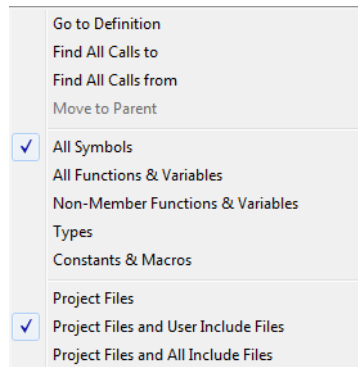 Go to Definition
Find All Calls to
Find All Calls from
Move to Parent
All Symbols
All Functions & Variables
Non-Member Functions & Variables
Types
Constants & Macros
Project Files
Project Files and User Include Files
Project Files and All Include Files